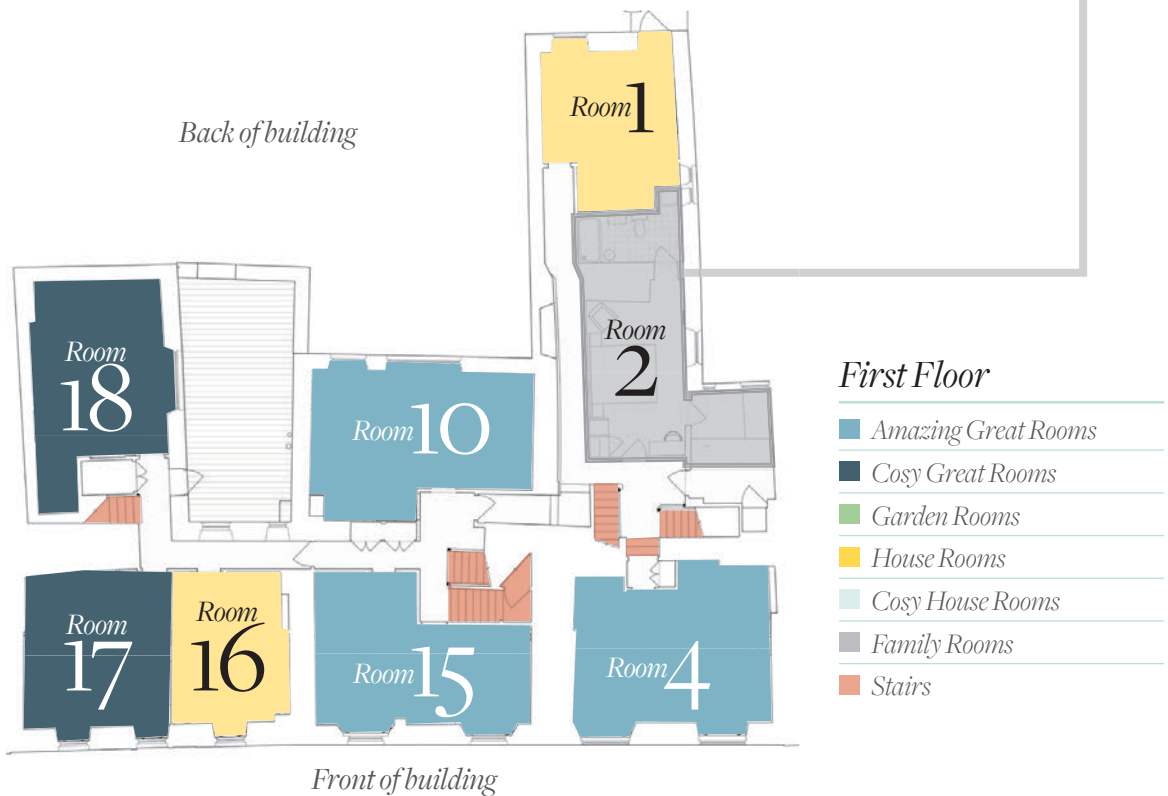 Room 1
Back of building
Room
2
Room
18
Room 10
First Floor
Amazing Great Rooms
Cosy Great Rooms
Garden Rooms
House Rooms
Cosy House Rooms
Family Rooms
Stairs
Room
17
Room
16
Room 15
Room 4
Front of building